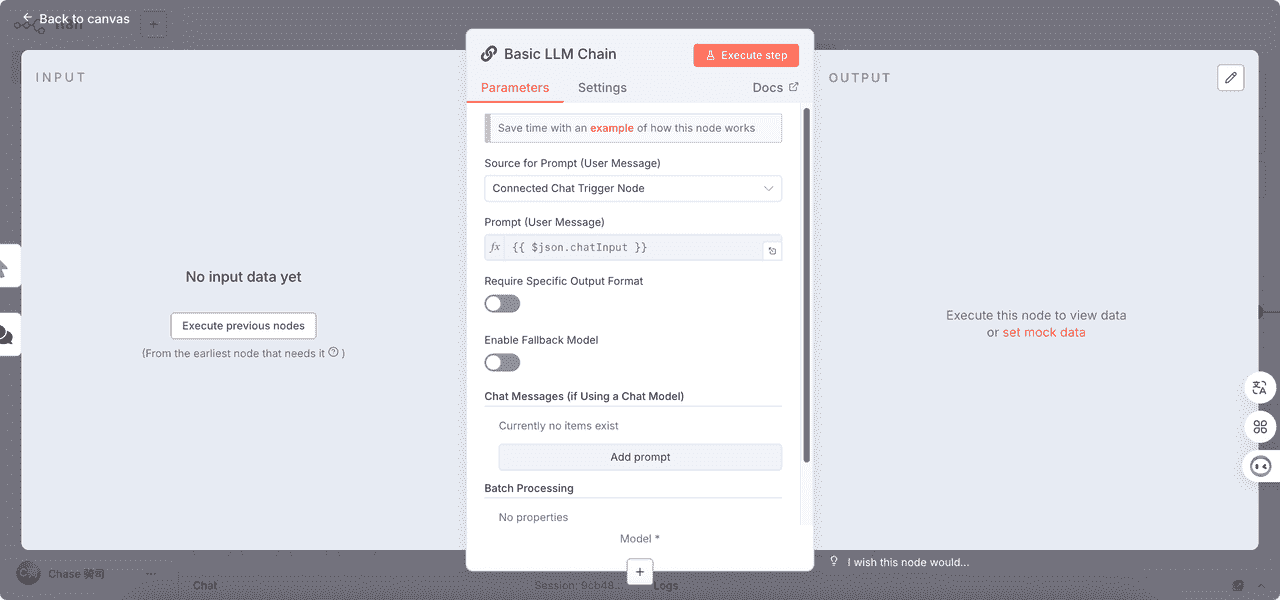 Back to canvas
n8n
INPUT
No input data yet
Execute previous nodes
(From the earliest node that needs it ? )
Basic LLM Chain
Execute step
Parameters
Settings
Docs
Save time with an example of how this node works
Source for Prompt (User Message)
Connected Chat Trigger Node
Prompt (User Message)
fx {{ $json.chatInput }}
Require Specific Output Format
Enable Fallback Model
Chat Messages (if Using a Chat Model)
Currently no items exist
Add prompt
Batch Processing
No properties
Model *
OUTPUT
Execute this node to view data
or set mock data
I wish this node would...
Chase
Chat
Session: 9cb48...
Logs